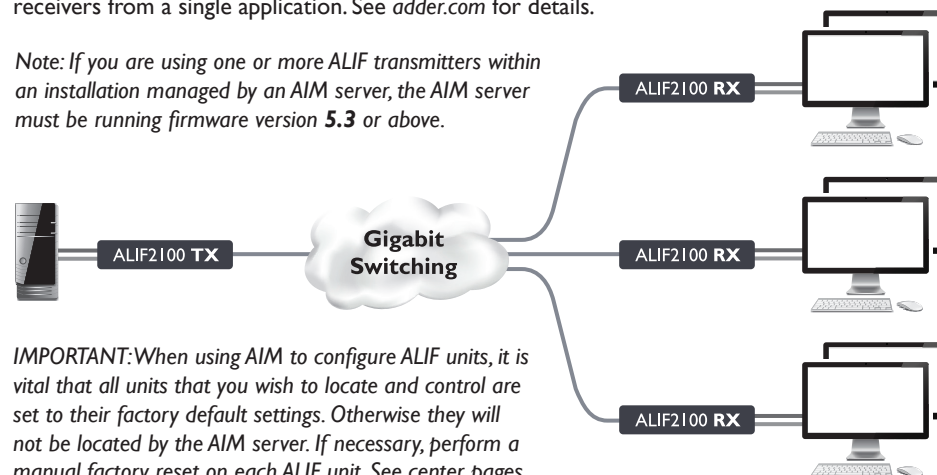 receivers from a single application. See adder.com for details.
Note: If you are using one or more ALIF transmitters within
an installation managed by an AIM server, the AIM server
must be running firmware version 5.3 or above.
ALIF2100 RX
ALIF2100 TX
Gigabit
Switching
ALIF2100 RX
IMPORTANT: When using AIM to configure ALIF units, it is
vital that all units that you wish to locate and control are
set to their factory default settings. Otherwise they will
not be located by the AIM server. If necessary, perform a
manual factory reset on each ALIF unit. See center pages
ALIF2100 RX